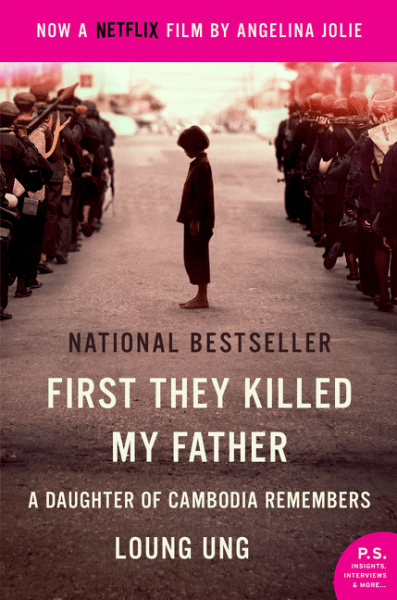 NOW A NETFLIX FILM BY ANGELINA JOLIE
NATIONAL BESTSELLER
FIRST THEY KILLED
MY FATHER
A DAUGHTER OF CAMBODIA REMEMBERS
LOUNG UNG
P.S.
INSIGHTS,
INTERVIEWS
& MORE...